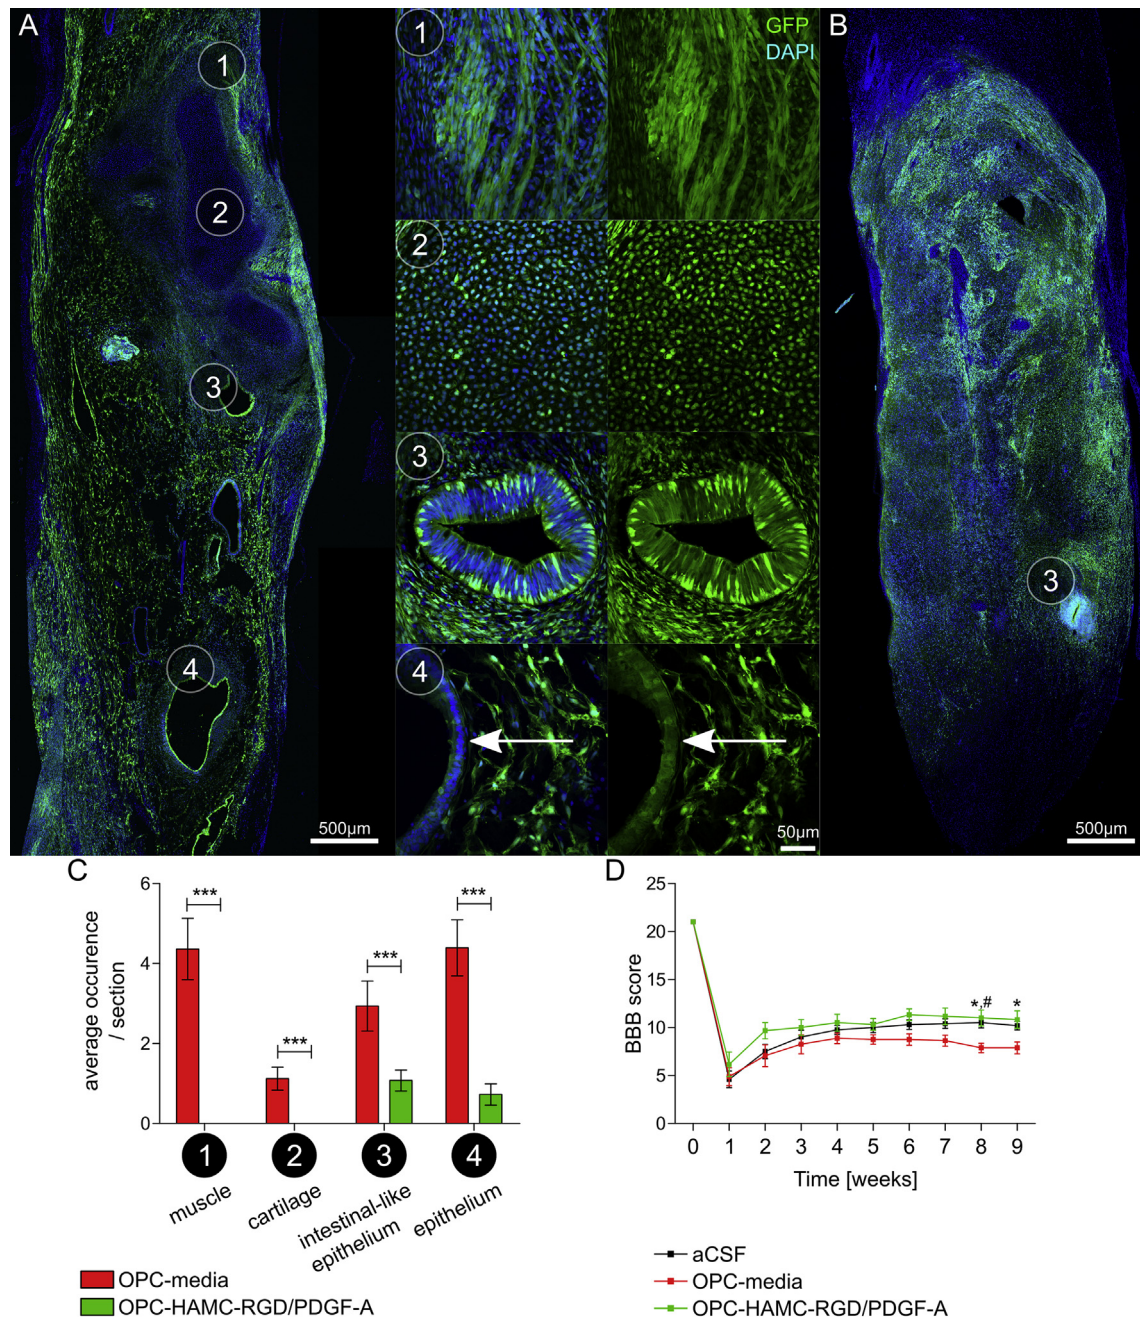 A
1
2
3
4
500μm
1
GFP
DAPI
2
3
4
50μm
B
3
500μm
C
average occurence
/ section
6
4
2
0
***
***
***
***
1
2
3
4
muscle
cartilage
intestinal-like
epithelium
epithelium
OPC-media
OPC-HAMC-RGD/PDGF-A
D
BBB score
25
20
15
10
5
0
*,#
*
0 1 2 3 4 5 6 7 8 9
Time [weeks]
aCSF
OPC-media
OPC-HAMC-RGD/PDGF-A